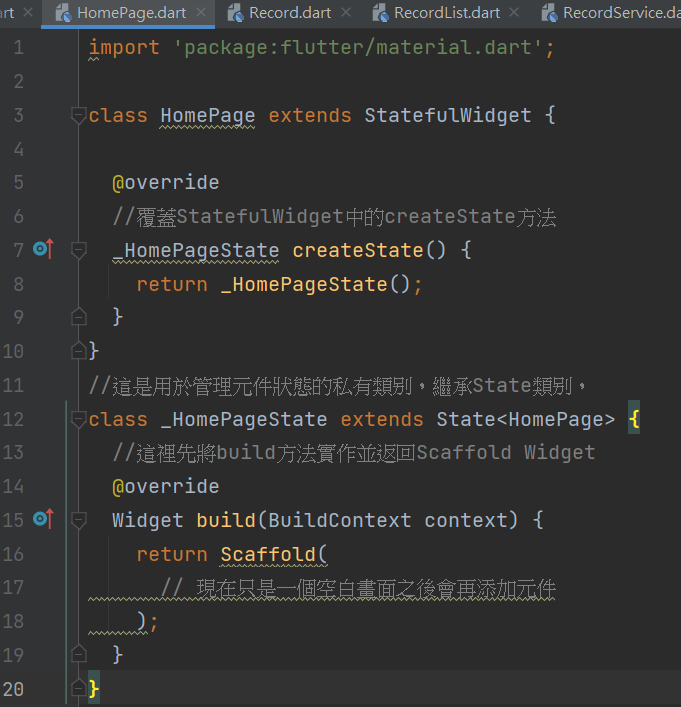 art HomePage.dart Record.dart RecordList.dart RecordService.da
1 import 'package:flutter/material.dart';
2
3 class HomePage extends StatefulWidget {
4
5 @override
6 //覆蓋StatefulWidget中的createState方法
7 _HomePageState createState() {
8 return _HomePageState();
9 }
10 }
11 //這是用於管理元件狀態的私有類別，繼承State類別，
12 class _HomePageState extends State<HomePage> {
13 //這裡先將build方法實作並返回Scaffold Widget
14 @override
15 Widget build(BuildContext context) {
16 return Scaffold(
17 // 現在只是一個空白畫面之後會再添加元件
18 );
19 }
20 }